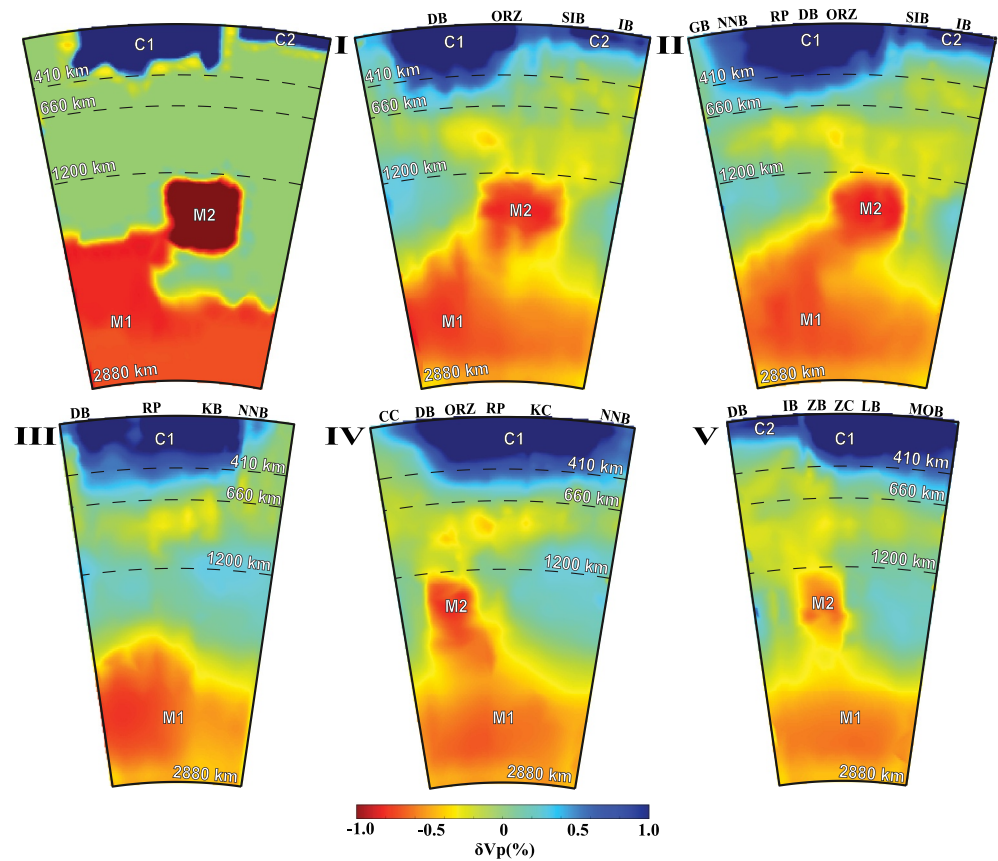 C1
C2
410 km
660 km
1200 km
M2
M1
2880 km
I
DB ORZ SIB IB
C1
C2
410 km
660 km
1200 km
M2
M1
2880 km
II
GB NNB RP DB ORZ SIB IB
C1
C2
410 km
660 km
1200 km
M2
M1
2880 km
III
DB RP KB NNB
C1
410 km
660 km
1200 km
M1
2880 km
IV
CC DB ORZ RP KC NNB
C1
410 km
660 km
1200 km
M2
M1
2880 km
V
DB IB ZB ZC LB MOB
C2 C1
410 km
660 km
1200 km
M2
M1
2880 km
-1.0 -0.5 0 0.5 1.0
δVp(%)